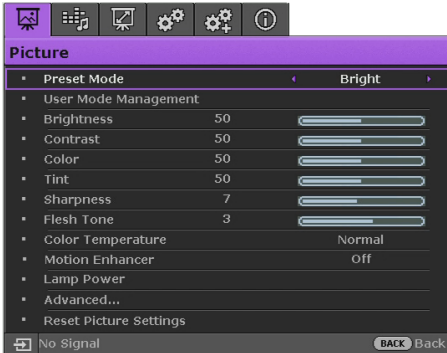 Picture
Preset Mode Bright
User Mode Management
Brightness 50
Contrast 50
Color 50
Tint 50
Sharpness 7
Flesh Tone 3
Color Temperature Normal
Motion Enhancer Off
Lamp Power
Advanced...
Reset Picture Settings
No Signal BACK Back